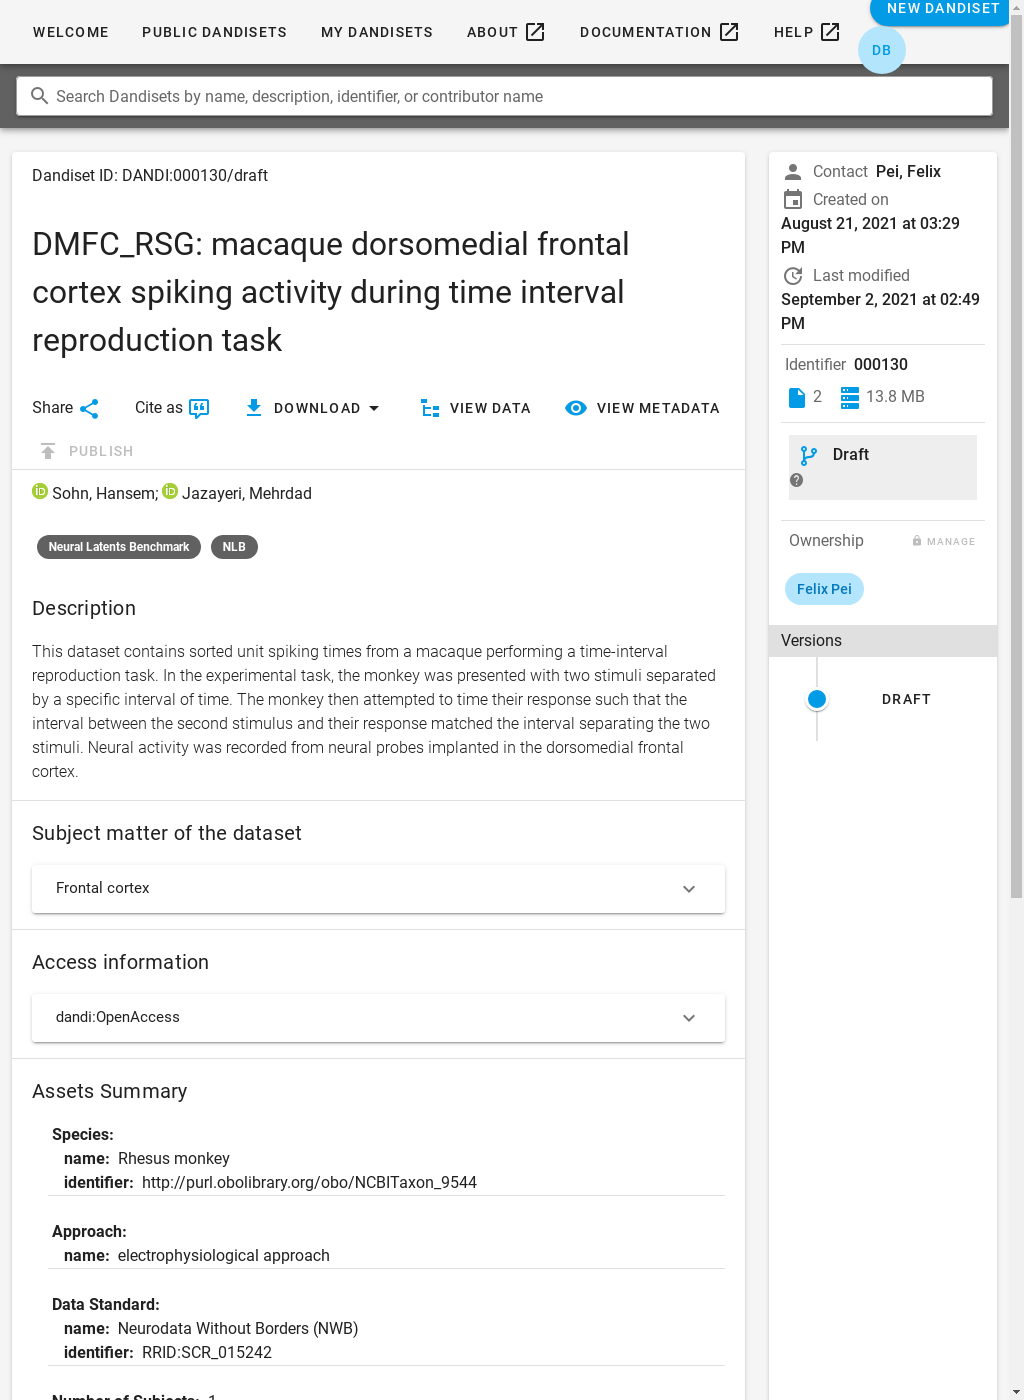 WELCOME PUBLIC DANDISETS MY DANDISETS ABOUT DOCUMENTATION HELP NEW DANDISET
DB
Search Dandisets by name, description, identifier, or contributor name
Dandiset ID: DANDI:000130/draft
DMFC_RSG: macaque dorsomedial frontal
cortex spiking activity during time interval
reproduction task
Share Cite as DOWNLOAD VIEW DATA VIEW METADATA
PUBLISH
Sohn, Hansem; Jazayeri, Mehrdad
Neural Latents Benchmark NLB
Description
This dataset contains sorted unit spiking times from a macaque performing a time-interval
reproduction task. In the experimental task, the monkey was presented with two stimuli separated
by a specific interval of time. The monkey then attempted to time their response such that the
interval between the second stimulus and their response matched the interval separating the two
stimuli. Neural activity was recorded from neural probes implanted in the dorsomedial frontal
cortex.
Subject matter of the dataset
Frontal cortex
Access information
dandi:OpenAccess
Assets Summary
Species:
name: Rhesus monkey
identifier: http://purl.obolibrary.org/obo/NCBITaxon_9544
Approach:
name: electrophysiological approach
Data Standard:
name: Neurodata Without Borders (NWB)
identifier: RRID:SCR_015242
Number of Subjects: 1
Contact Pei, Felix
Created on
August 21, 2021 at 03:29
PM
Last modified
September 2, 2021 at 02:49
PM
Identifier 000130
2 13.8 MB
Draft
Ownership MANAGE
Felix Pei
Versions
DRAFT